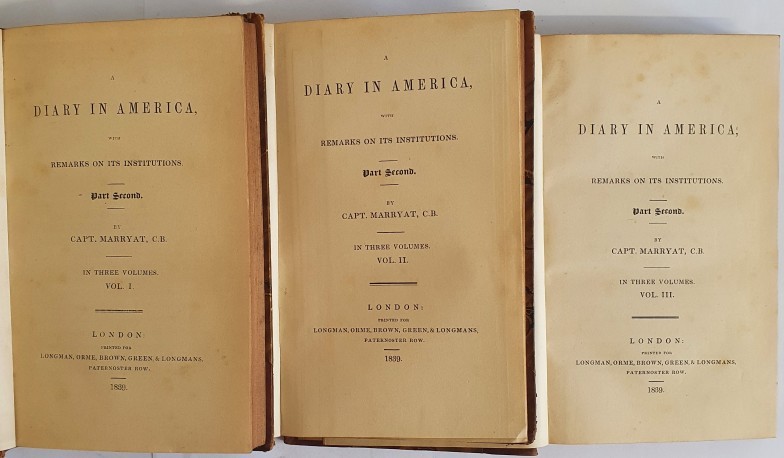 A
DIARY IN AMERICA,
WITH
REMARKS ON ITS INSTITUTIONS.
Part Second.
BY
CAPT. MARRYAT, C.B.
IN THREE VOLUMES.
VOL. I.
LONDON:
PRINTED FOR
LONGMAN, ORME, BROWN, GREEN, & LONGMANS,
PATERNOSTER ROW.
1839.
A
DIARY IN AMERICA,
WITH
REMARKS ON ITS INSTITUTIONS.
Part Second.
BY
CAPT. MARRYAT, C.B.
IN THREE VOLUMES.
VOL. II.
LONDON:
PRINTED FOR
LONGMAN, ORME, BROWN, GREEN, & LONGMANS,
PATERNOSTER ROW.
1839.
A
DIARY IN AMERICA;
WITH
REMARKS ON ITS INSTITUTIONS.
Part Second.
BY
CAPT. MARRYAT, C.B.
IN THREE VOLUMES.
VOL. III.
LONDON:
PRINTED FOR
LONGMAN, ORME, BROWN, GREEN, & LONGMANS,
PATERNOSTER ROW.
1839.